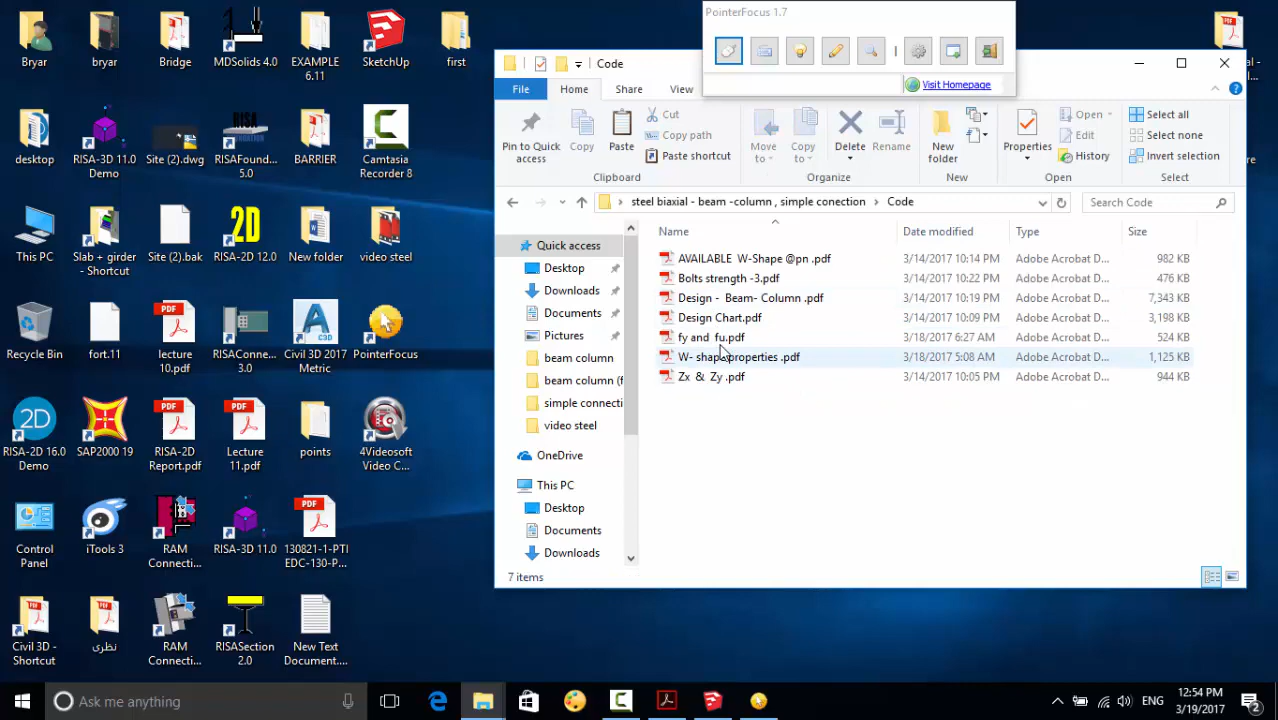 PointerFocus 1.7
Visit Homepage
Bryar
bryar
Bridge
MDSolids 4.0
EXAMPLE
6.11
SketchUp
first
desktop
RISA-3D 11.0
Demo
Site (2).dwg
RISAFoun...
5.0
BARRIER
Camtasia
Recorder 8
This PC
Slab + girder
- Shortcut
Site (2).bak
2D
RISA-2D 12.0
New folder
video steel
Recycle Bin
fort.11
PDF
lecture
10.pdf
RISAConne...
3.0
Civil 3D 2017
Metric
PointerFocus
2D
RISA-2D 16.0
Demo
SAP2000 19
PDF
RISA-2D
Report.pdf
PDF
Lecture
11.pdf
points
4Videosoft
Video C...
Control
Panel
iTools 3
RAM
Connecti...
RISA-3D 11.0
PDF
130821-1-PTI
EDC-130-P...
Civil 3D -
Shortcut
نظری
RAM
Connecti...
RISASection
2.0
New Text
Document....
Code
File
Home
Share
View
Pin to Quick
access
Copy
Paste
Cut
Copy path
Paste shortcut
Clipboard
Move
to
Copy
to
Delete
Rename
Organize
New
folder
New
Properties
Open
Edit
History
Open
Select all
Select none
Invert selection
Select
steel biaxial - beam -column , simple conection > Code
Search Code
Quick access
Desktop
Downloads
Documents
Pictures
beam column
beam column (f
simple connecti
video steel
OneDrive
This PC
Desktop
Documents
Downloads
Name Date modified Type Size
AVAILABLE W-Shape @pn .pdf 3/14/2017 10:14 PM Adobe Acrobat D... 982 KB
Bolts strength -3.pdf 3/14/2017 10:22 PM Adobe Acrobat D... 476 KB
Design - Beam- Column .pdf 3/14/2017 10:19 PM Adobe Acrobat D... 7,343 KB
Design Chart.pdf 3/14/2017 10:09 PM Adobe Acrobat D... 3,198 KB
fy and fu.pdf 3/18/2017 6:27 AM Adobe Acrobat D... 524 KB
W- shape properties .pdf 3/18/2017 5:08 AM Adobe Acrobat D... 1,125 KB
Zx & Zy .pdf 3/14/2017 10:05 PM Adobe Acrobat D... 944 KB
7 items
Ask me anything
ENG
12:54 PM
3/19/2017
2